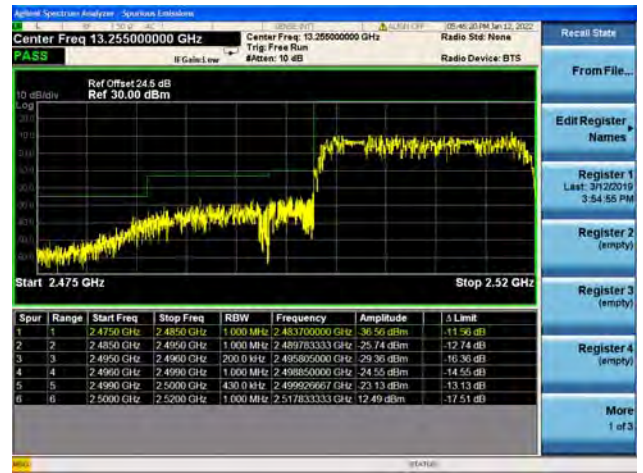 Agilent Spectrum Analyzer - Spurious Emissions
SENSE:INT ALIGN OFF 05:46:20 PM Jan 12, 2022
Center Freq 13.255000000 GHz
Center Freq: 13.255000000 GHz
Radio Std: None
Trig: Free Run
PASS
IFGain:Low
#Atten: 10 dB
Radio Device: BTS
Ref Offset 24.5 dB
10 dB/div Ref 30.00 dBm
Log
Start 2.475 GHz
Stop 2.52 GHz
Spur Range Start Freq Stop Freq RBW Frequency Amplitude Δ Limit
1 1 2.4750 GHz 2.4850 GHz 1.000 MHz 2.483700000 GHz -36.56 dBm -11.56 dB
2 2 2.4850 GHz 2.4950 GHz 1.000 MHz 2.489783333 GHz -25.74 dBm -12.74 dB
3 3 2.4950 GHz 2.4960 GHz 200.0 kHz 2.495805000 GHz -29.36 dBm -16.36 dB
4 4 2.4960 GHz 2.4990 GHz 1.000 MHz 2.498850000 GHz -24.55 dBm -14.55 dB
5 5 2.4990 GHz 2.5000 GHz 430.0 kHz 2.499926667 GHz -23.13 dBm -13.13 dB
6 6 2.5000 GHz 2.5200 GHz 1.000 MHz 2.517833333 GHz 12.49 dBm -17.51 dB
MSG
STATUS
Recall State
From File...
Edit Register
Names
Register 1
Last: 3/12/2019
3:54:55 PM
Register 2
(empty)
Register 3
(empty)
Register 4
(empty)
More
1 of 3